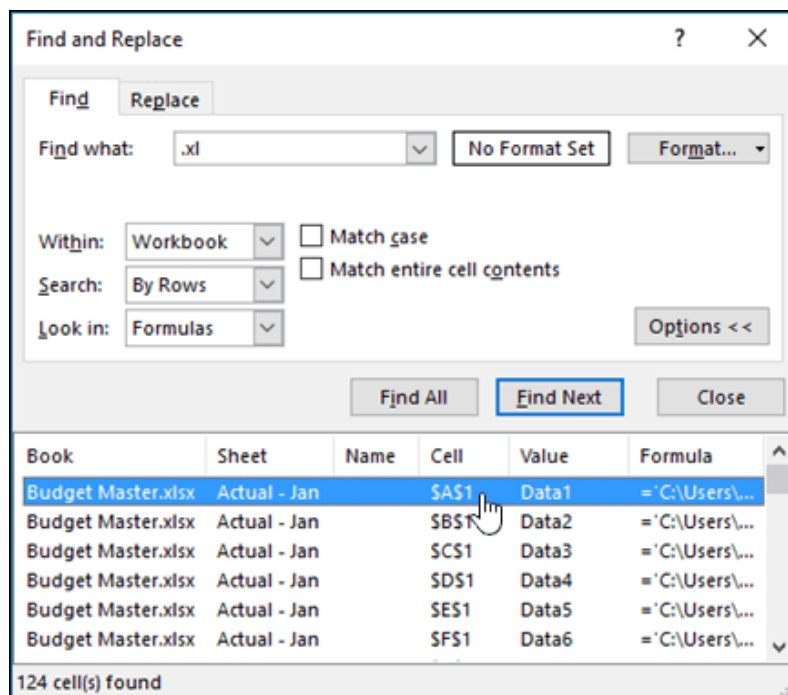 Find and Replace ?
Find Replace
Find what: .xl No Format Set Format...
Within: Workbook Match case
Search: By Rows Match entire cell contents
Look in: Formulas Options <<
Find All Find Next Close
Book Sheet Name Cell Value Formula
Budget Master.xlsx Actual - Jan $A$1 Data1 ='C:\Users\...
Budget Master.xlsx Actual - Jan $B$1 Data2 ='C:\Users\...
Budget Master.xlsx Actual - Jan $C$1 Data3 ='C:\Users\...
Budget Master.xlsx Actual - Jan $D$1 Data4 ='C:\Users\...
Budget Master.xlsx Actual - Jan $E$1 Data5 ='C:\Users\...
Budget Master.xlsx Actual - Jan $F$1 Data6 ='C:\Users\...
124 cell(s) found